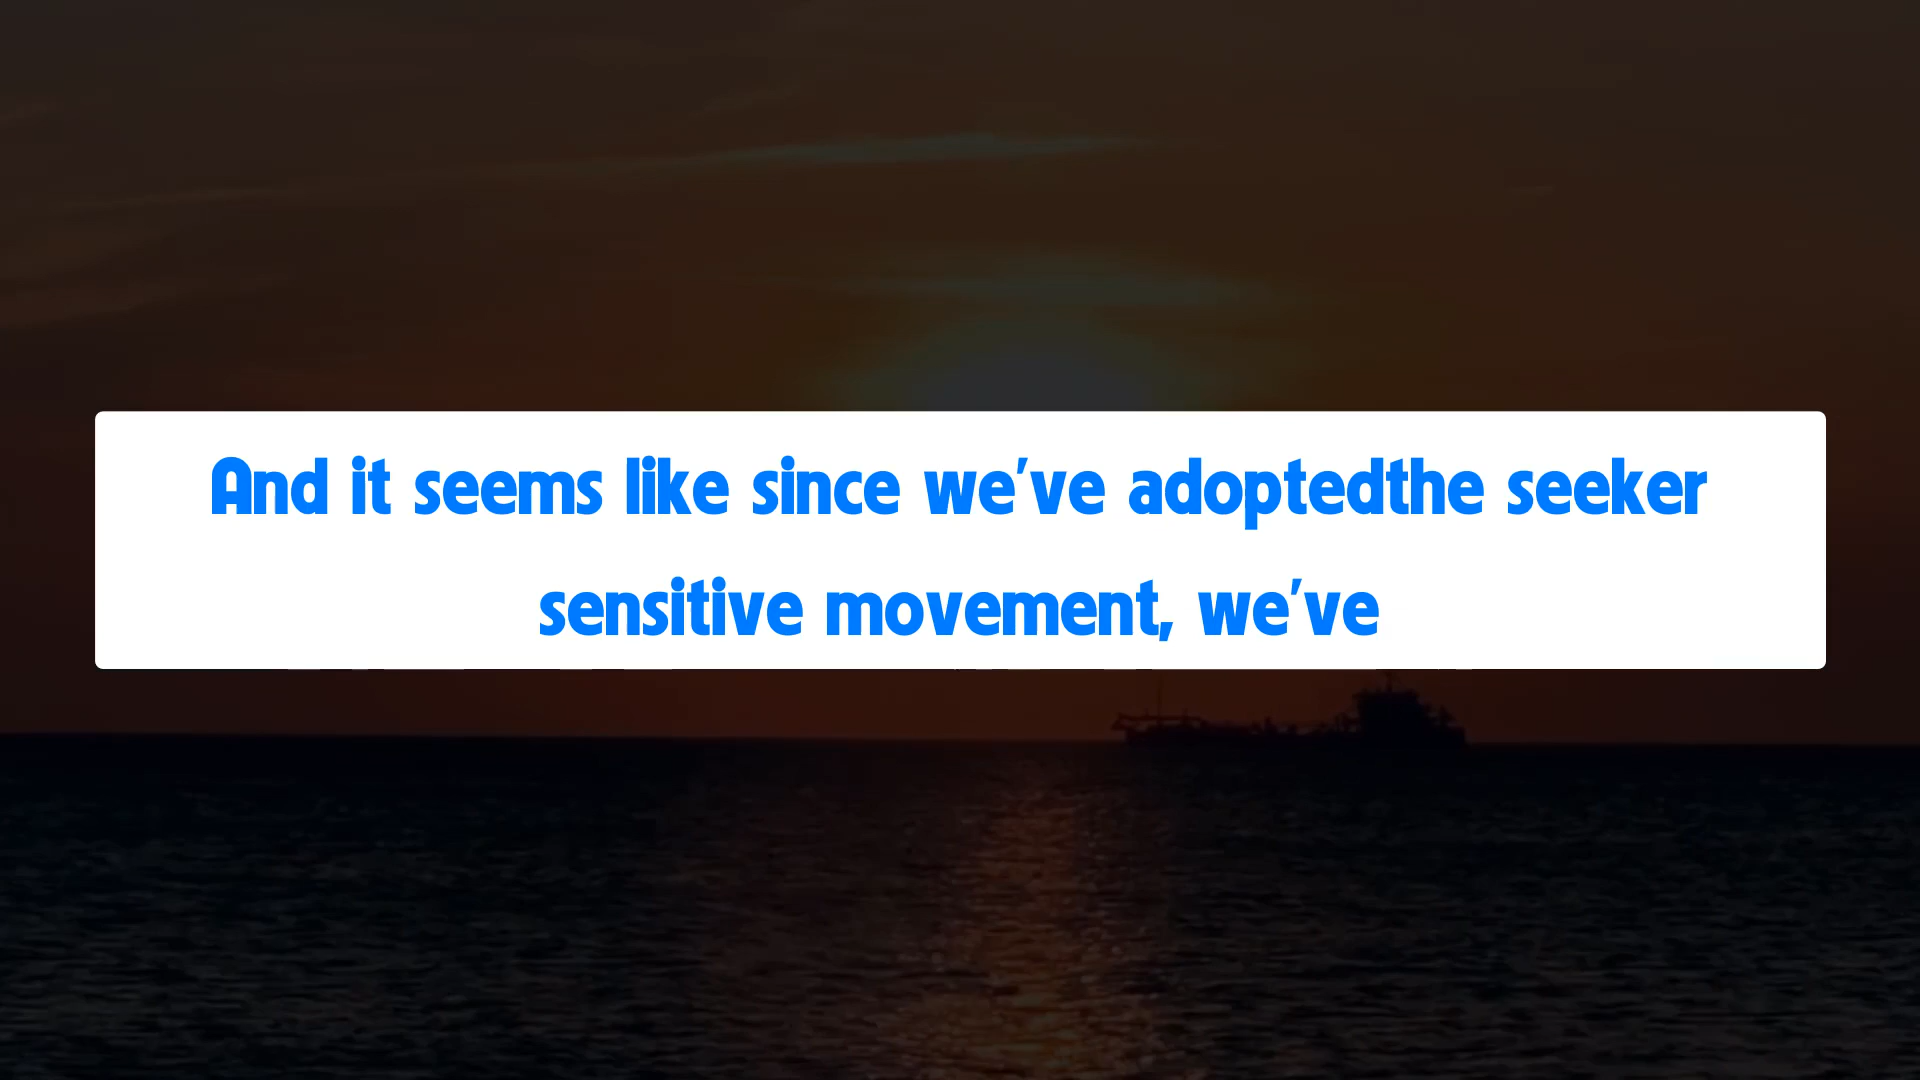 And it seems like since we've adoptedthe seeker
sensitive movement, we've